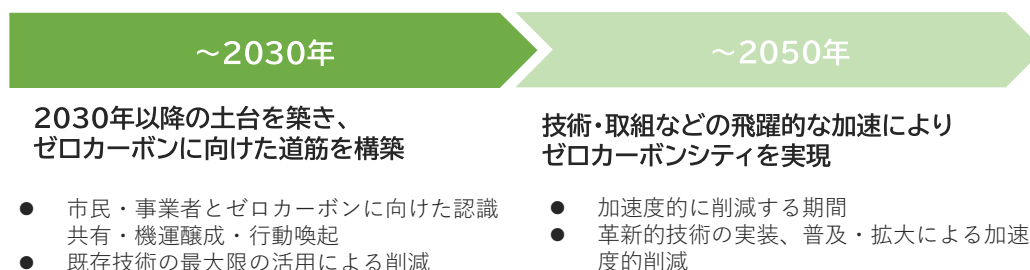 ～2030年
2030年以降の土台を築き、
ゼロカーボンに向けた道筋を構築
● 市民・事業者とゼロカーボンに向けた認識
共有・機運醸成・行動喚起
● 既存技術の最大限の活用による削減
～2050年
技術・取組などの飛躍的な加速により
ゼロカーボンシティを実現
● 加速度的に削減する期間
● 革新的技術の実装、普及・拡大による加速
度的削減